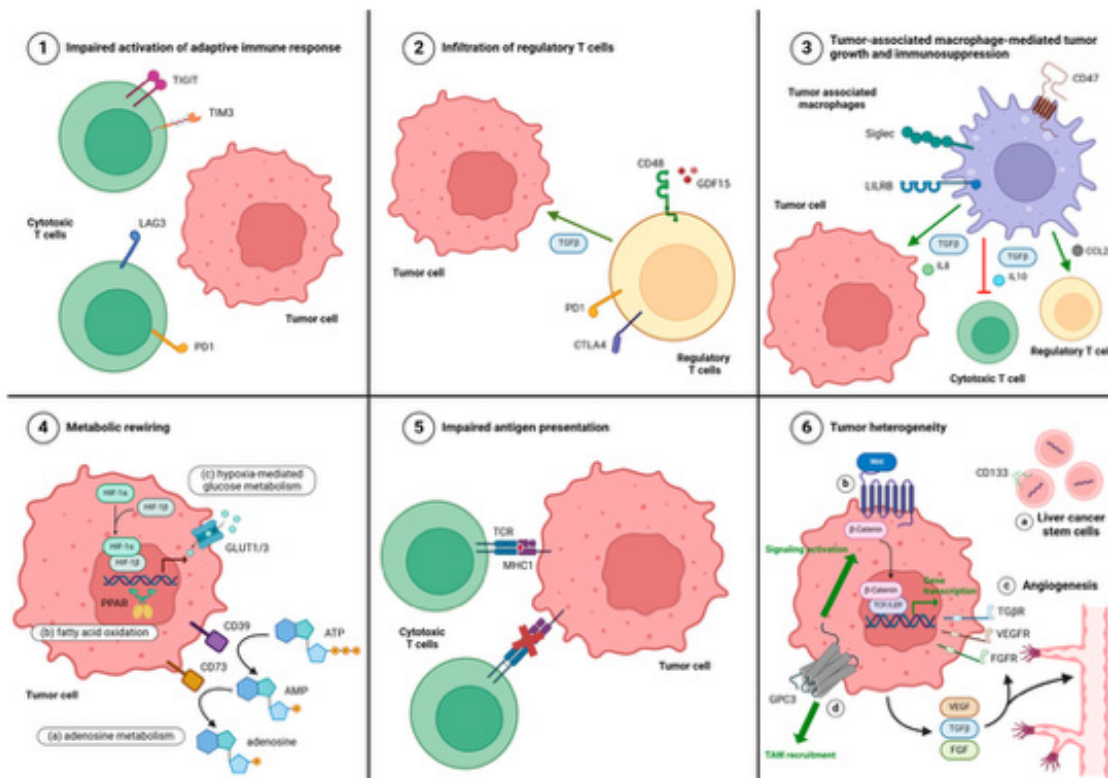 1 Impaired activation of adaptive immune response
TIGIT
TIM3
Cytotoxic
T cells
LAG3
Tumor cell
PD1
2 Infiltration of regulatory T cells
CD48
GDF15
TGFβ
Tumor cell
PD1
CTLA4
Regulatory
T cells
3 Tumor-associated macrophage-mediated tumor
growth and immunosuppression
CD47
Tumor associated
macrophages
Siglec
LILRB
Tumor cell
TGFβ
IL8
TGFβ
IL10
CCL2
Regulatory T cell
Cytotoxic T cell
4 Metabolic rewiring
(c) hypoxia-mediated
glucose metabolism
HIF-1α
HIF-1β
GLUT1/3
HIF-1α
HIF-1β
PPAR
(b) fatty acid oxidation
CD39
ATP
CD73
AMP
Tumor cell
(a) adenosine metabolism
adenosine
5 Impaired antigen presentation
TCR
MHC1
Cytotoxic
T cells
Tumor cell
6 Tumor heterogeneity
Wnt
CD133
b
a Liver cancer
stem cells
β-Catenin
Signaling activation
c Angiogenesis
Gene
transcription
β-Catenin
TCF/LEF
TGβR
VEGFR
FGFR
GPC3
d
VEGF
TGFβ
FGF
TAM recruitment